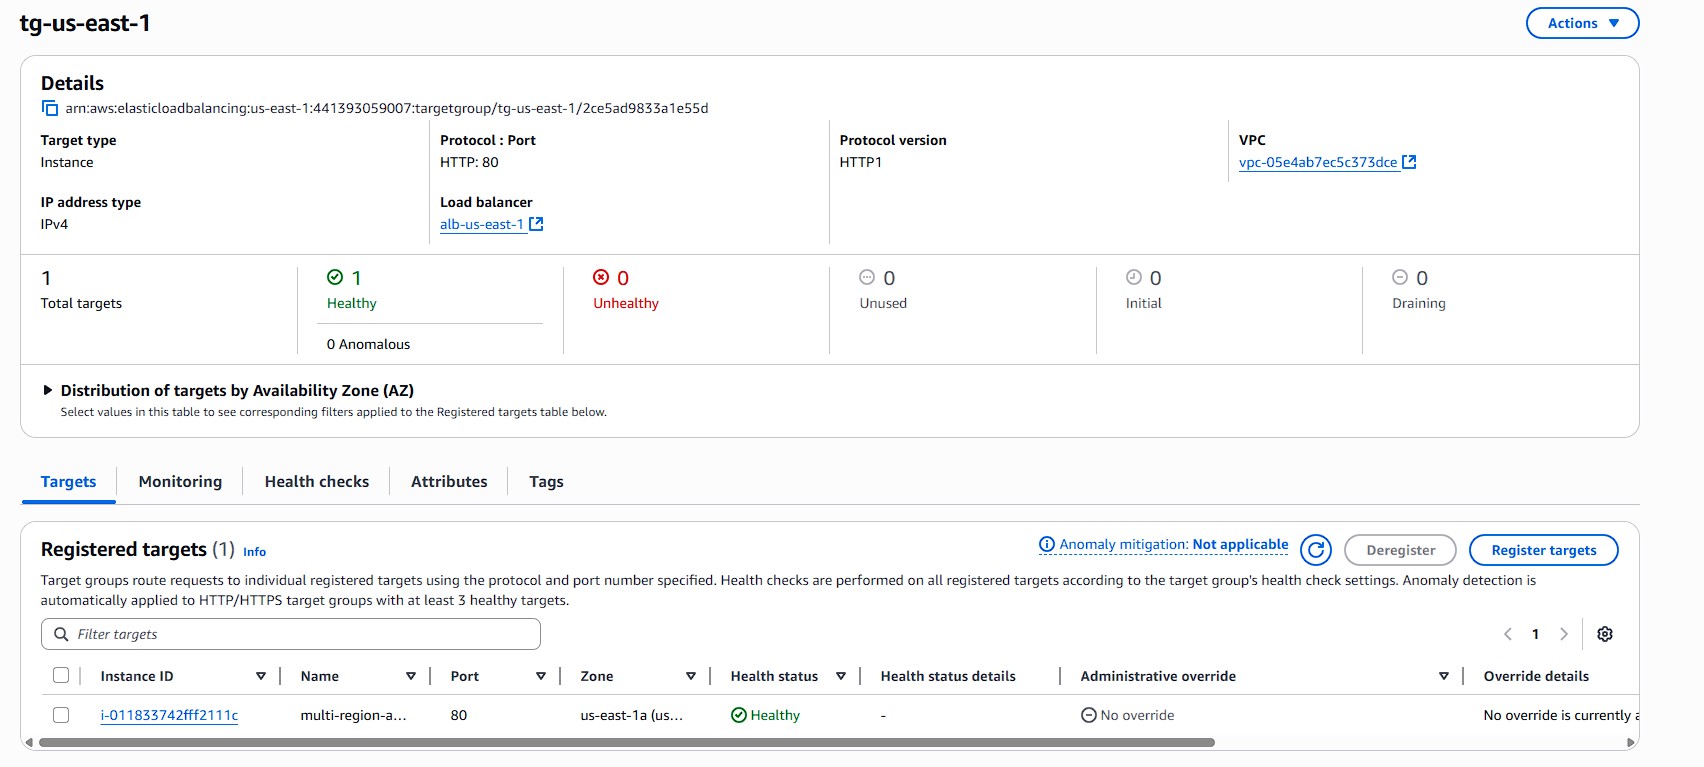 tg-us-east-1
Actions
Details
arn:aws:elasticloadbalancing:us-east-1:441393059007:targetgroup/tg-us-east-1/2ce5ad9833a1e55d
Target type
Instance
Protocol : Port
HTTP: 80
Protocol version
HTTP1
VPC
vpc-05e4ab7ec5c373dce
IP address type
IPv4
Load balancer
alb-us-east-1
1
Total targets
1
Healthy
0 Anomalous
0
Unhealthy
0
Unused
0
Initial
0
Draining
Distribution of targets by Availability Zone (AZ)
Select values in this table to see corresponding filters applied to the Registered targets table below.
Targets Monitoring Health checks Attributes Tags
Registered targets (1) Info
Anomaly mitigation: Not applicable
Deregister
Register targets
Target groups route requests to individual registered targets using the protocol and port number specified. Health checks are performed on all registered targets according to the target group's health check settings. Anomaly detection is
automatically applied to HTTP/HTTPS target groups with at least 3 healthy targets.
Filter targets
1
Instance ID Name Port Zone Health status Health status details Administrative override Override details
i-011833742fff2111c multi-region-a... 80 us-east-1a (us... Healthy - No override No override is currently a